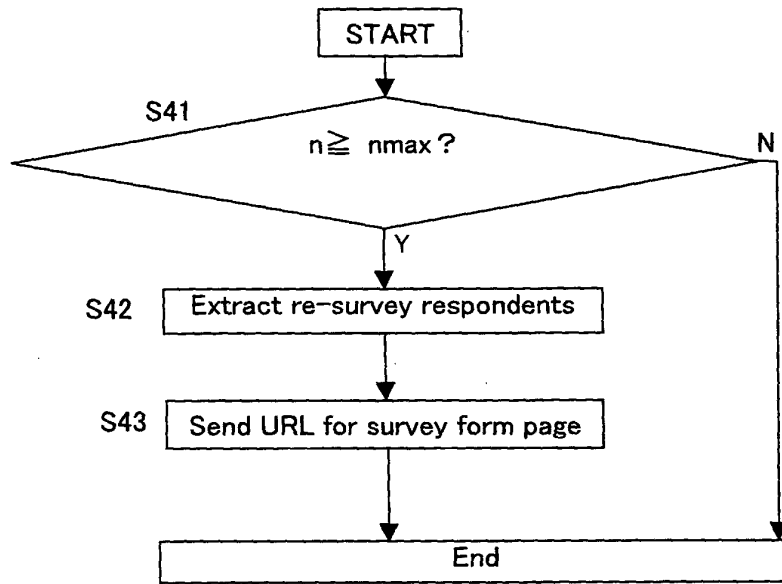 START
S41
n≧ nmax?
N
Y
S42
Extract re-survey respondents
S43
Send URL for survey form page
End